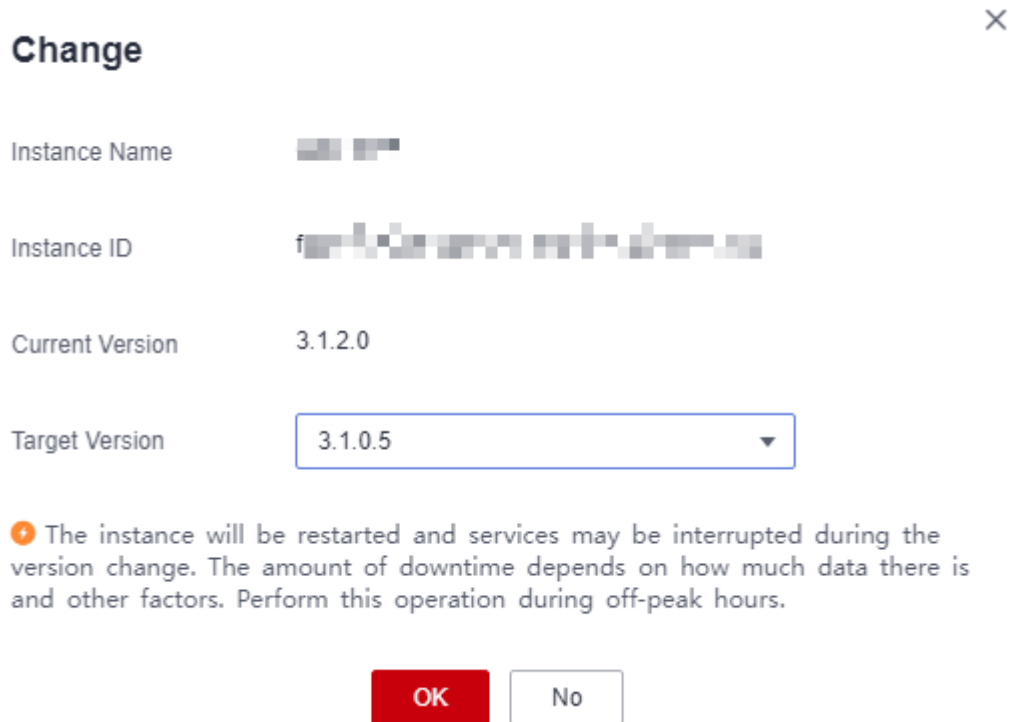 Change
Instance Name
Instance ID
Current Version 3.1.2.0
Target Version 3.1.0.5
The instance will be restarted and services may be interrupted during the
version change. The amount of downtime depends on how much data there is
and other factors. Perform this operation during off-peak hours.
OK No